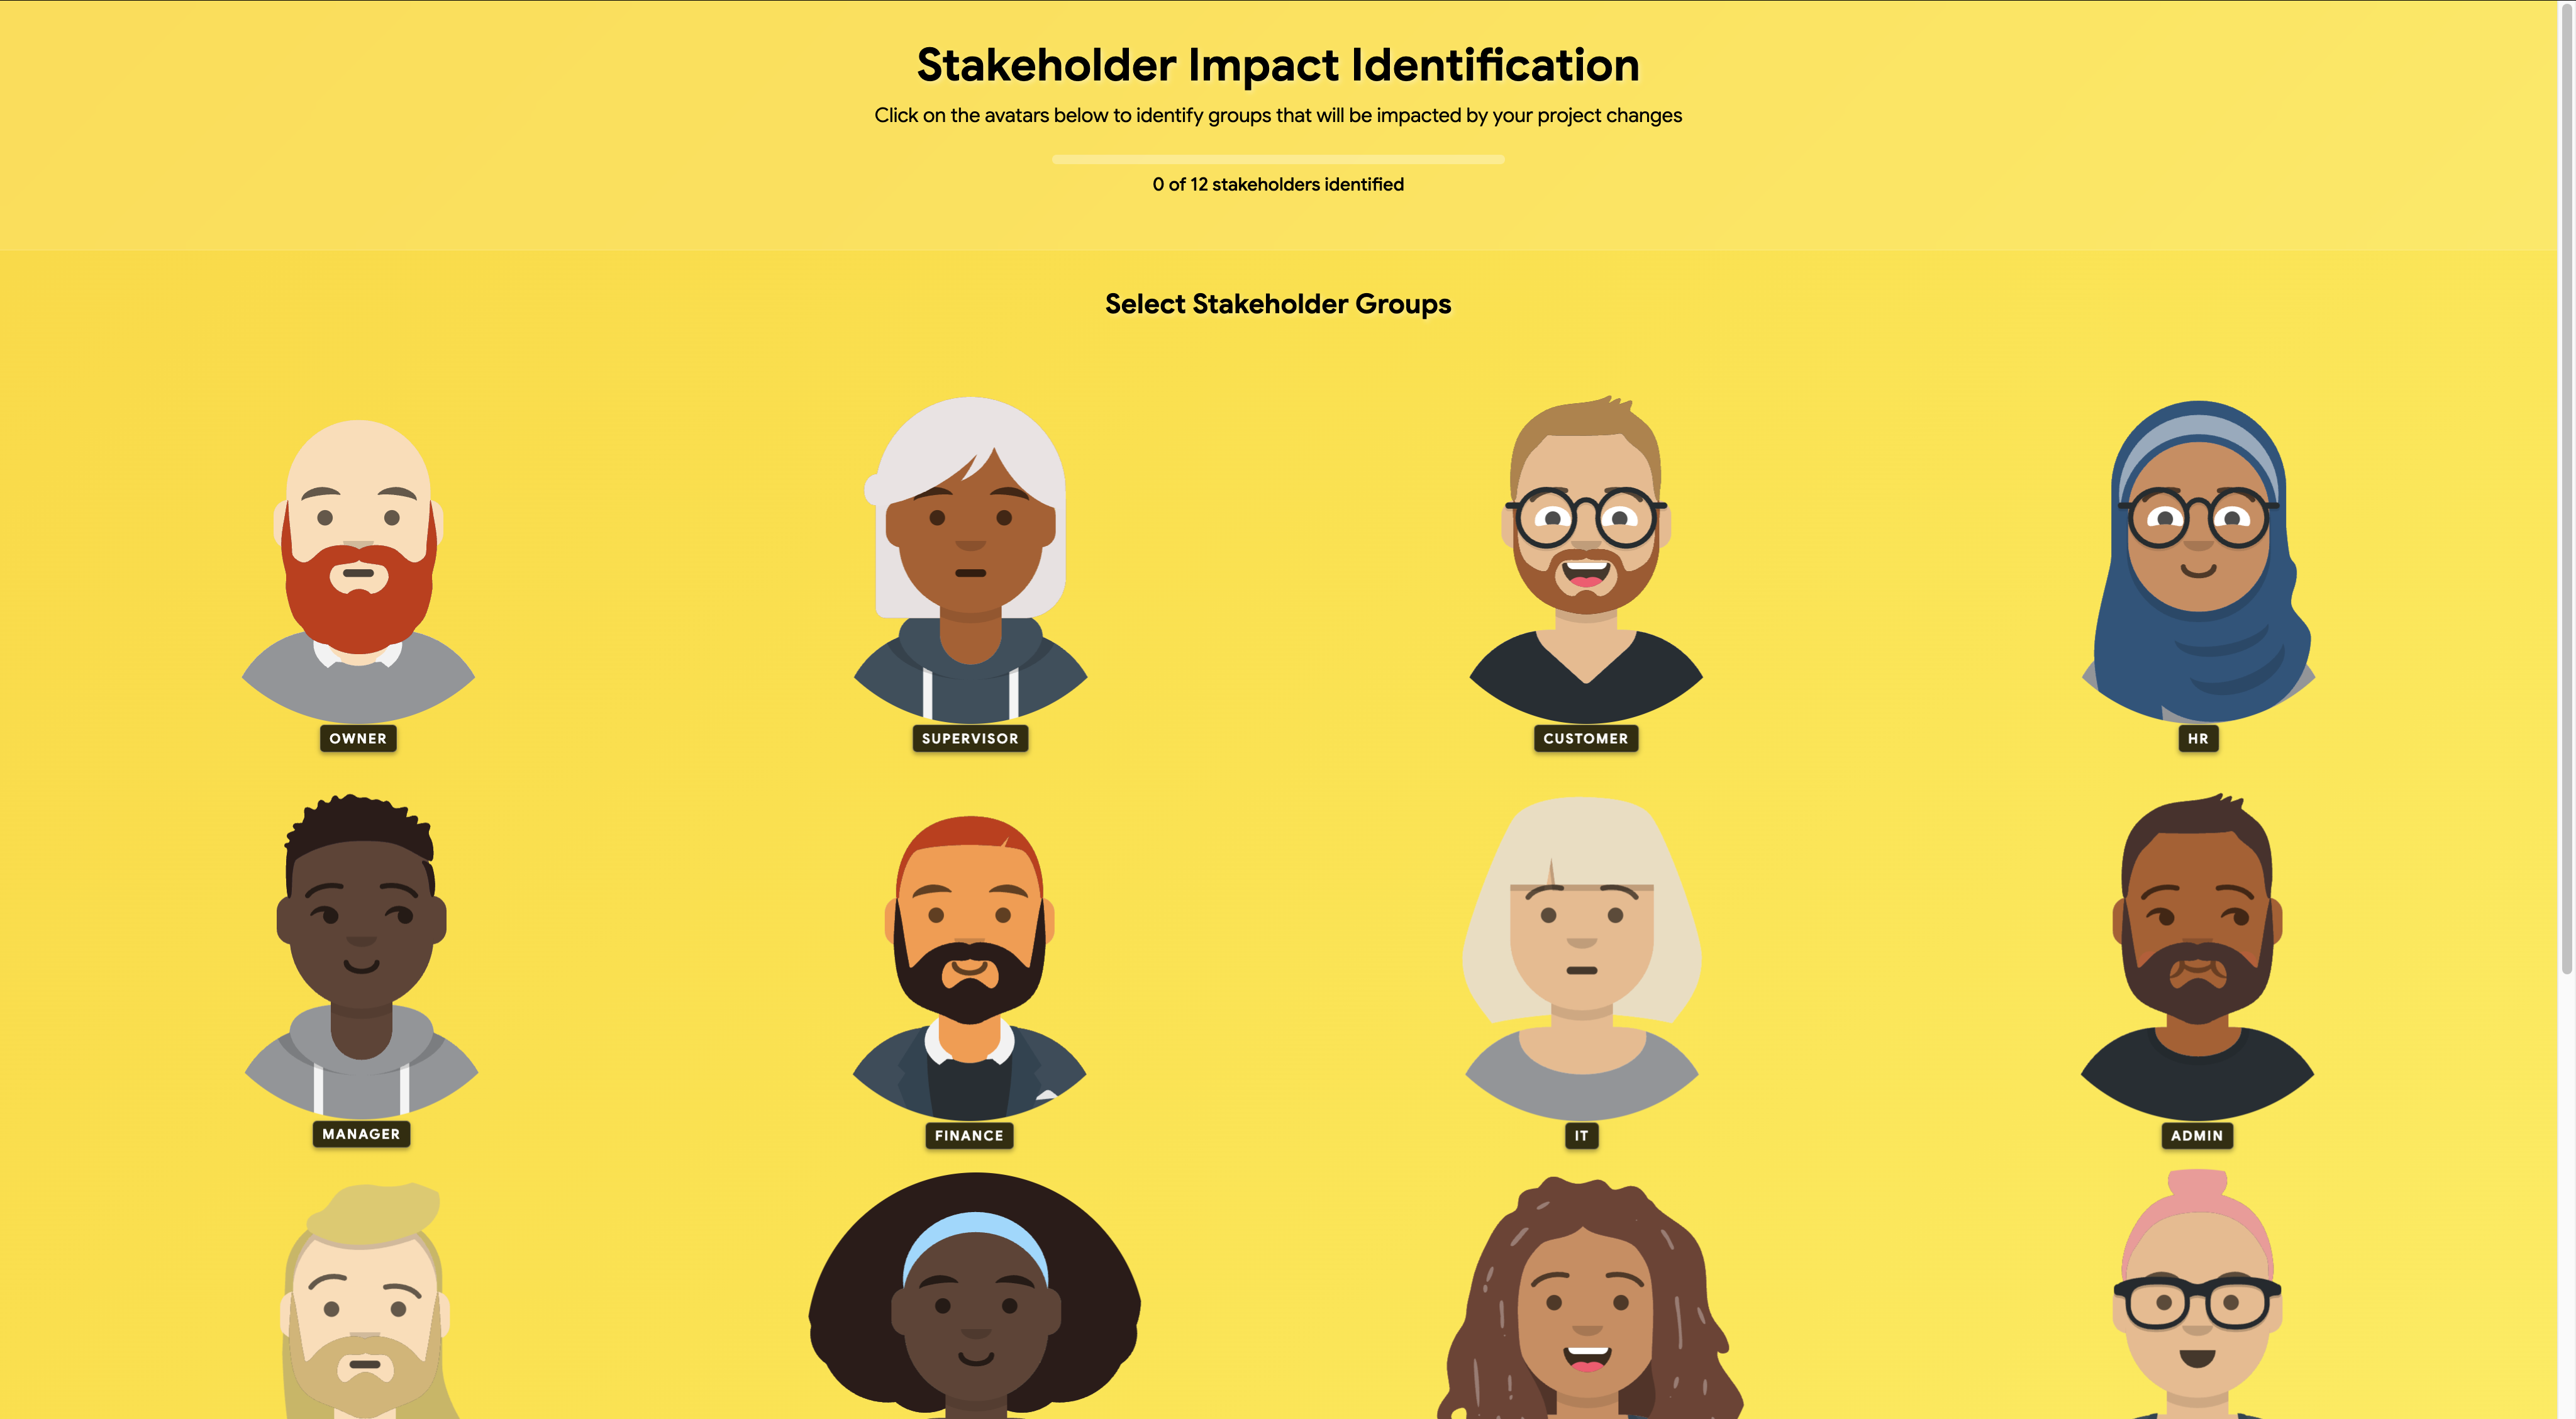 Stakeholder Impact Identification
Click on the avatars below to identify groups that will be impacted by your project changes
0 of 12 stakeholders identified
Select Stakeholder Groups
OWNER
SUPERVISOR
CUSTOMER
HR
MANAGER
FINANCE
IT
ADMIN